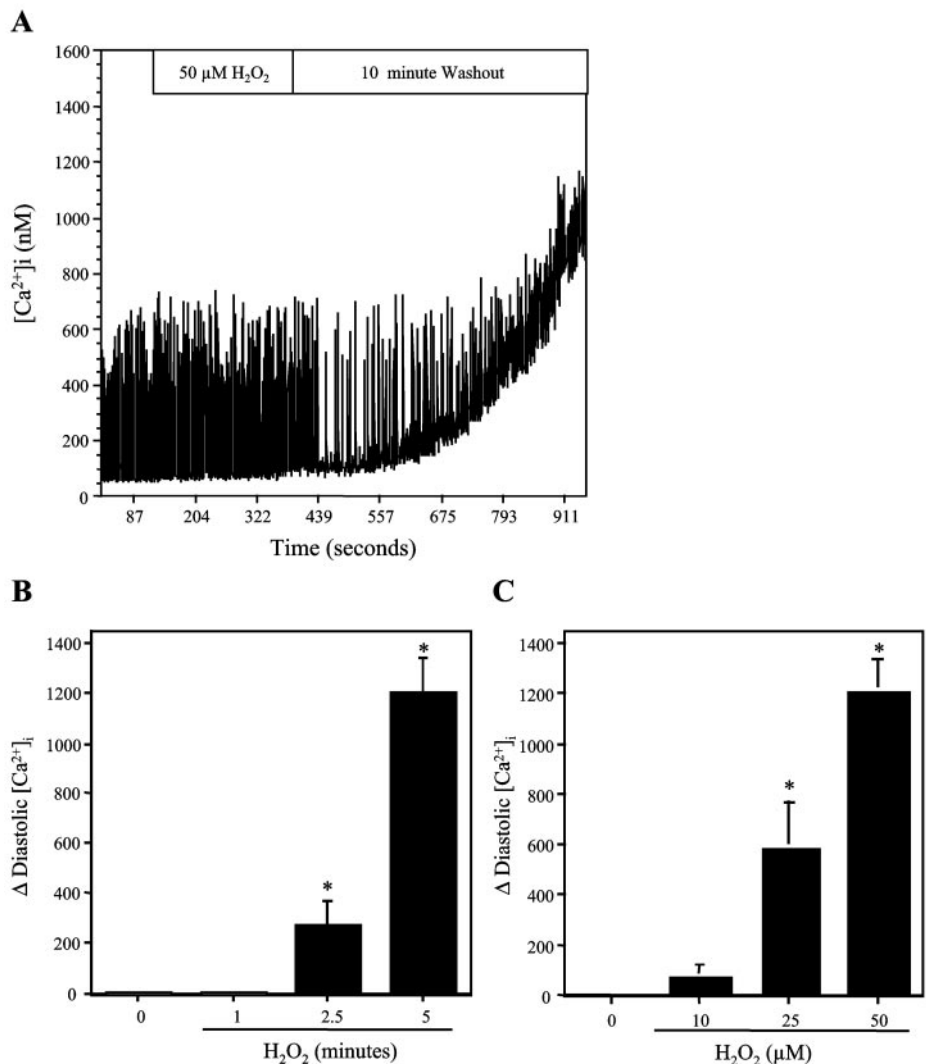 A
1600
50 μM H₂O₂ 10 minute Washout
1400
1200
1000
800
600
400
200
0
[Ca²⁺]i (nM)
87 204 322 439 557 675 793 911
Time (seconds)
B
1400
1200
1000
800
600
400
200
0
Δ Diastolic [Ca²⁺]ᵢ
* *
0 1 2.5 5
H₂O₂ (minutes)
C
1400
1200
1000
800
600
400
200
0
Δ Diastolic [Ca²⁺]ᵢ
* *
0 10 25 50
H₂O₂ (μM)